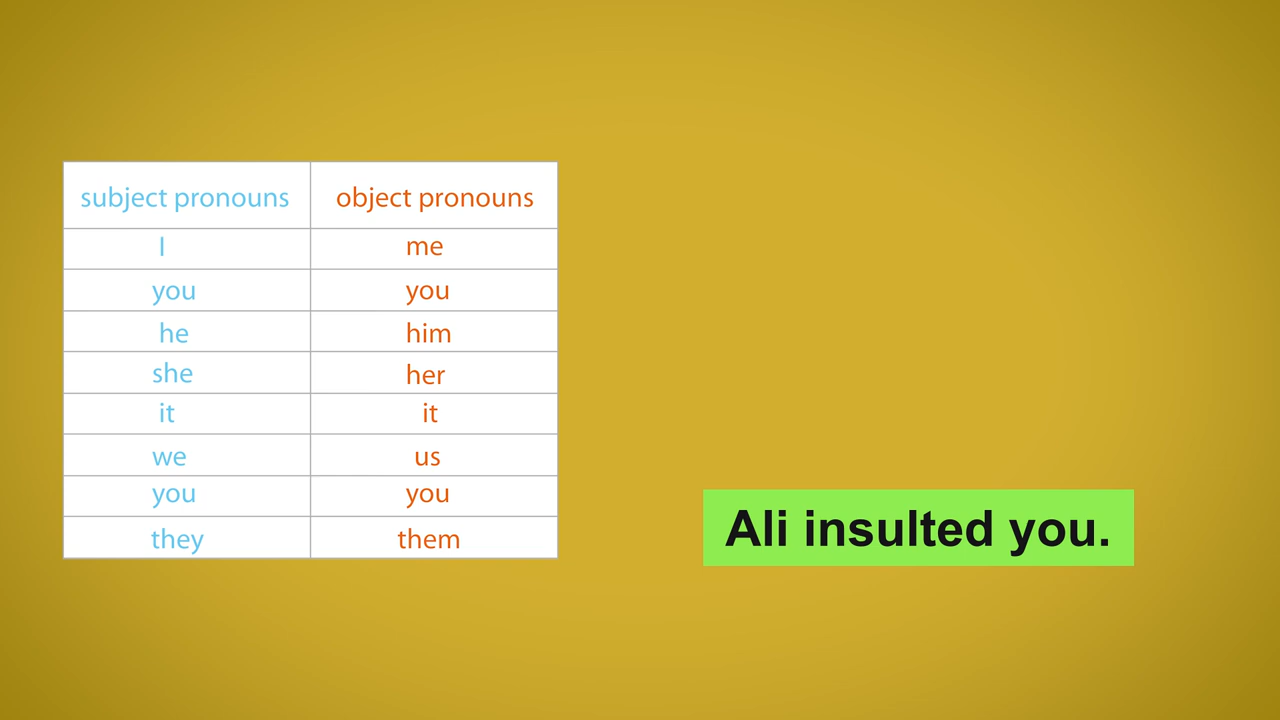 subject pronouns object pronouns
I me
you you
he him
she her
it it
we us
you you
they them
Ali insulted you.